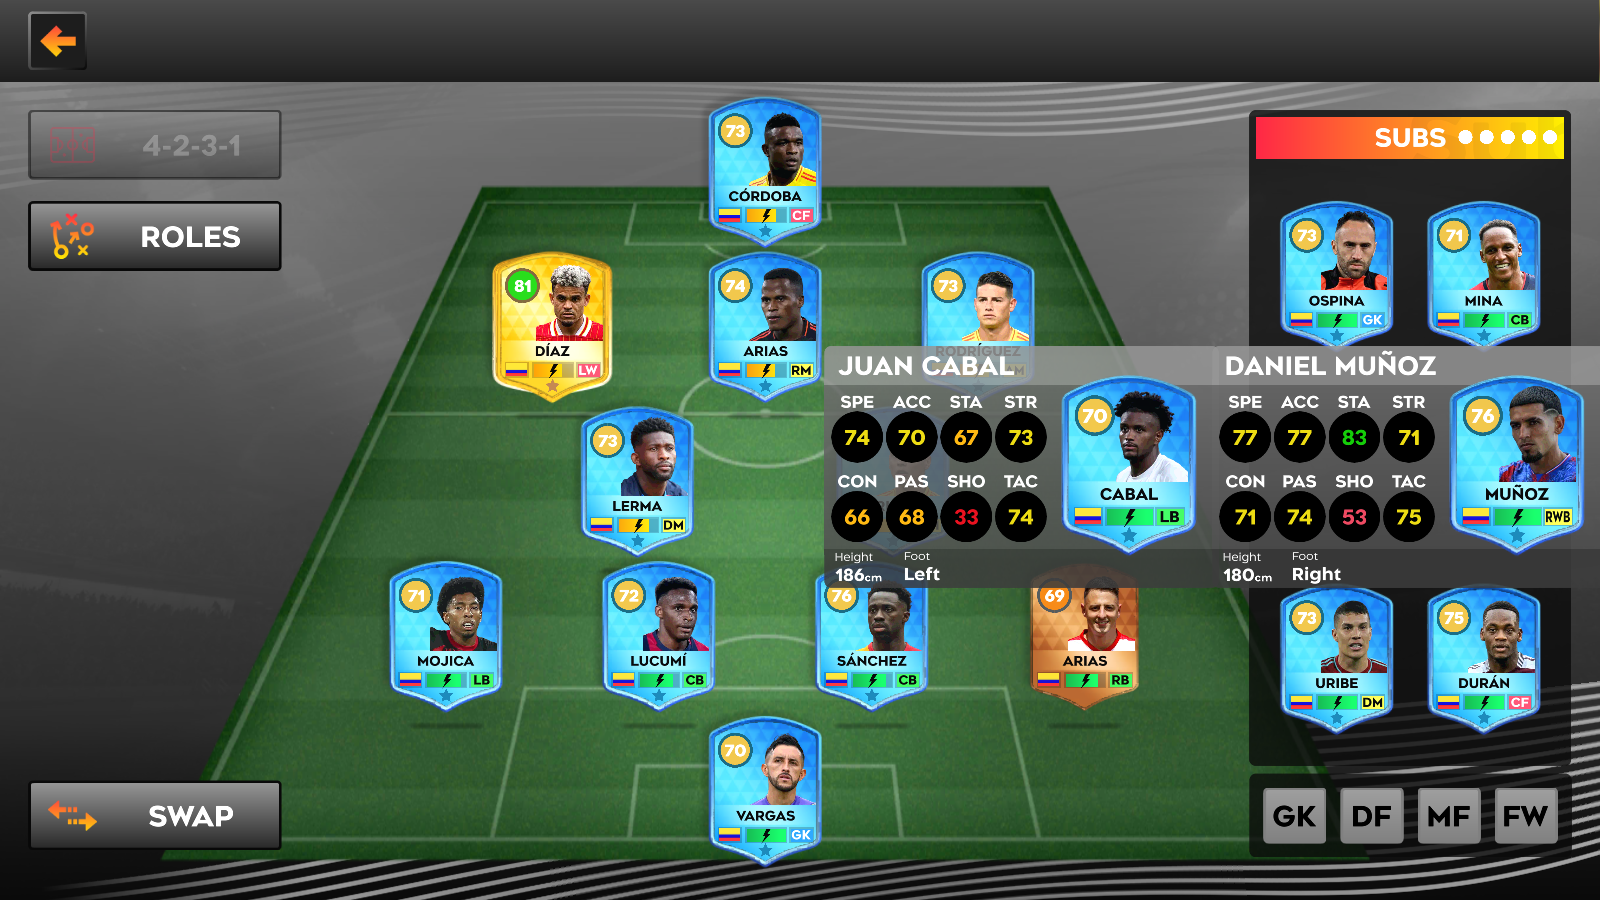 4-2-3-1
ROLES
SWAP
73
CÓRDOBA
CF
81
DÍAZ
LW
74
ARIAS
RM
73
RODRÍGUEZ
AM
73
LERMA
DM
71
MOJICA
LB
72
LUCUMÍ
CB
76
SÁNCHEZ
CB
69
ARIAS
RB
70
VARGAS
GK
SUBS
73
OSPINA
GK
71
MINA
CB
JUAN CABAL
SPE ACC STA STR
74 70 67 73
CON PAS SHO TAC
66 68 33 74
Height Foot
186cm Left
70
CABAL
LB
DANIEL MUÑOZ
SPE ACC STA STR
77 77 83 71
CON PAS SHO TAC
71 74 53 75
Height Foot
180cm Right
76
MUÑOZ
RWB
73
URIBE
DM
75
DURÁN
CF
GK DF MF FW